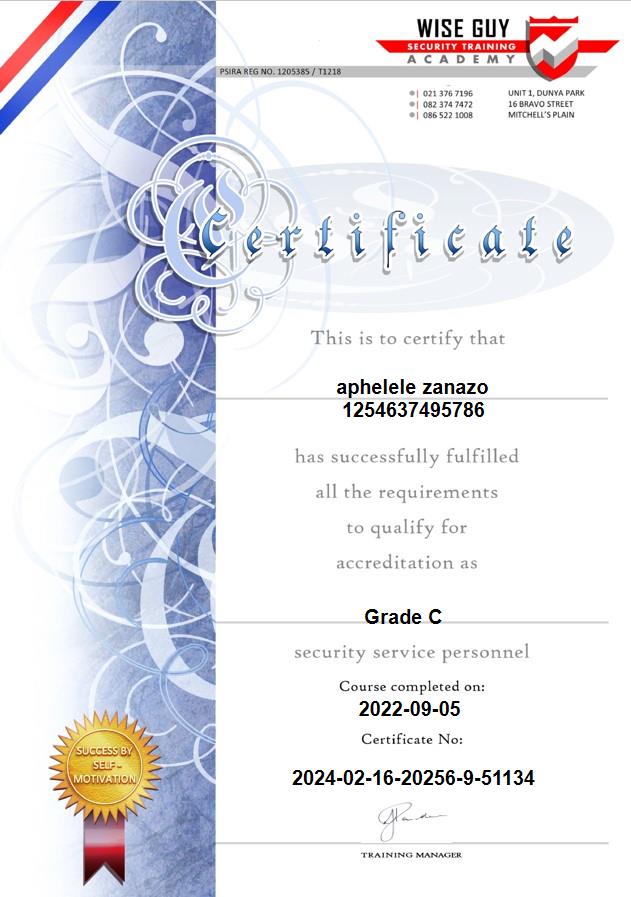 WISE GUY
SECURITY TRAINING
ACADEMY
PSIRA REG NO. 1205385 / T1218
021 376 7196
082 374 7472
086 522 1008
UNIT 1, DUNYA PARK
16 BRAVO STREET
MITCHELL'S PLAIN
Certificate
This is to certify that
aphelele zanazo
1254637495786
has successfully fulfilled
all the requirements
to qualify for
accreditation as
Grade C
security service personnel
Course completed on:
2022-09-05
Certificate No:
2024-02-16-20256-9-51134
SUCCESS BY
SELF -
MOTIVATION
TRAINING MANAGER